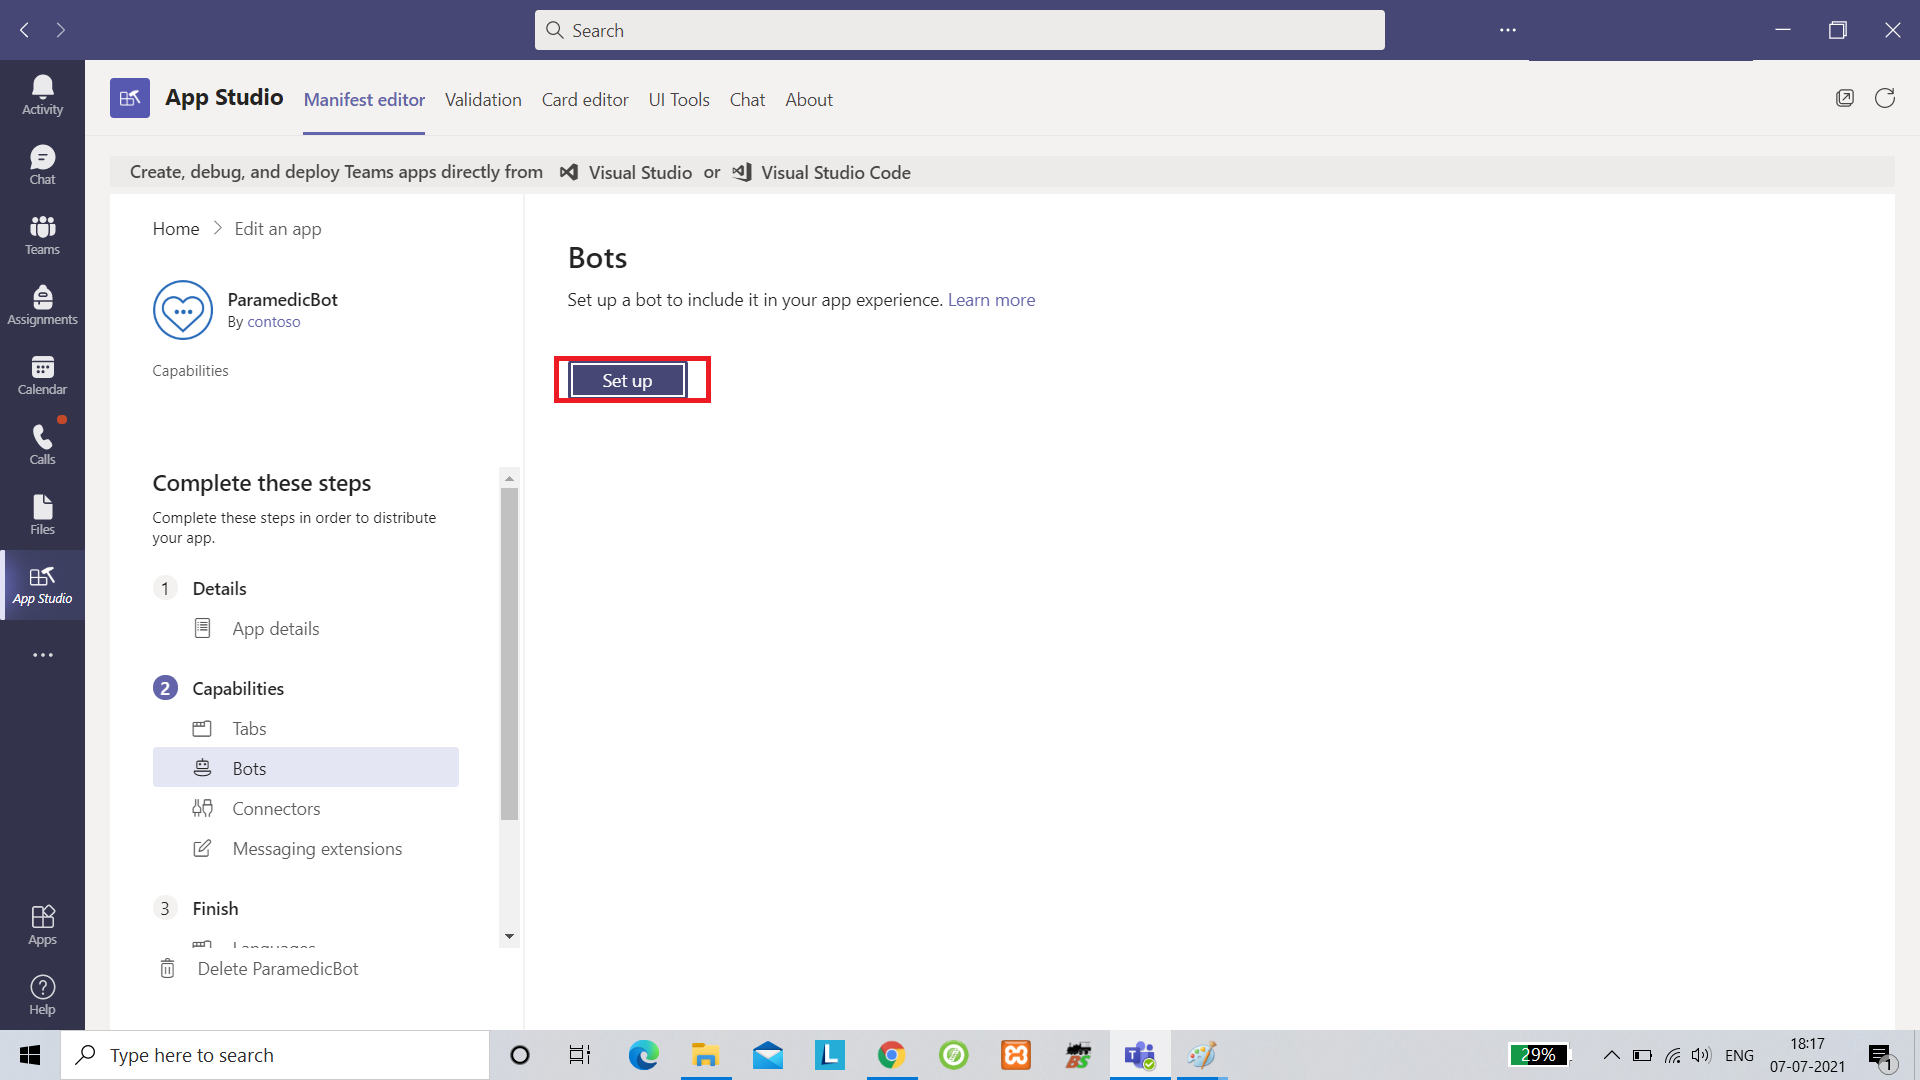 Search
Activity
Chat
Teams
Assignments
Calendar
Calls
Files
App Studio
Apps
Help
App Studio
Manifest editor
Validation
Card editor
UI Tools
Chat
About
Create, debug, and deploy Teams apps directly from Visual Studio or Visual Studio Code
Home > Edit an app
ParamedicBot
By contoso
Capabilities
Complete these steps
Complete these steps in order to distribute
your app.
1 Details
App details
2 Capabilities
Tabs
Bots
Connectors
Messaging extensions
3 Finish
Languages
Delete ParamedicBot
Bots
Set up a bot to include it in your app experience. Learn more
Set up
Type here to search
L
BS
T
29%
ENG
18:17
07-07-2021
1